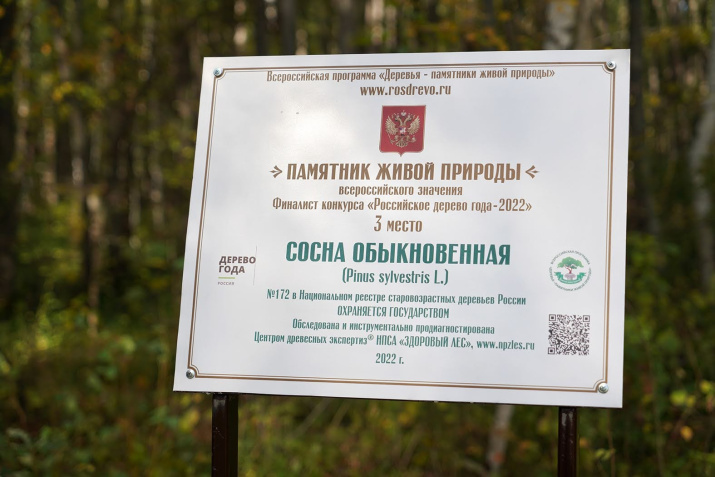 Всероссийская программа «Деревья - памятники живой природы»
www.rosdrevo.ru
ПАМЯТНИК ЖИВОЙ ПРИРОДЫ
всероссийского значения
Финалист конкурса «Российское дерево года-2022»
3 место
СОСНА ОБЫКНОВЕННАЯ
(Pinus sylvestris L.)
ДЕРЕВО
ГОДА
РОССИИ
№172 в Национальном реестре старовозрастных деревьев России
ОХРАНЯЕТСЯ ГОСУДАРСТВОМ
Обследована и инструментально продиагностирована
Центром древесных экспертиз® НПСА «ЗДОРОВЫЙ ЛЕС», www.npzles.ru
2022 г.